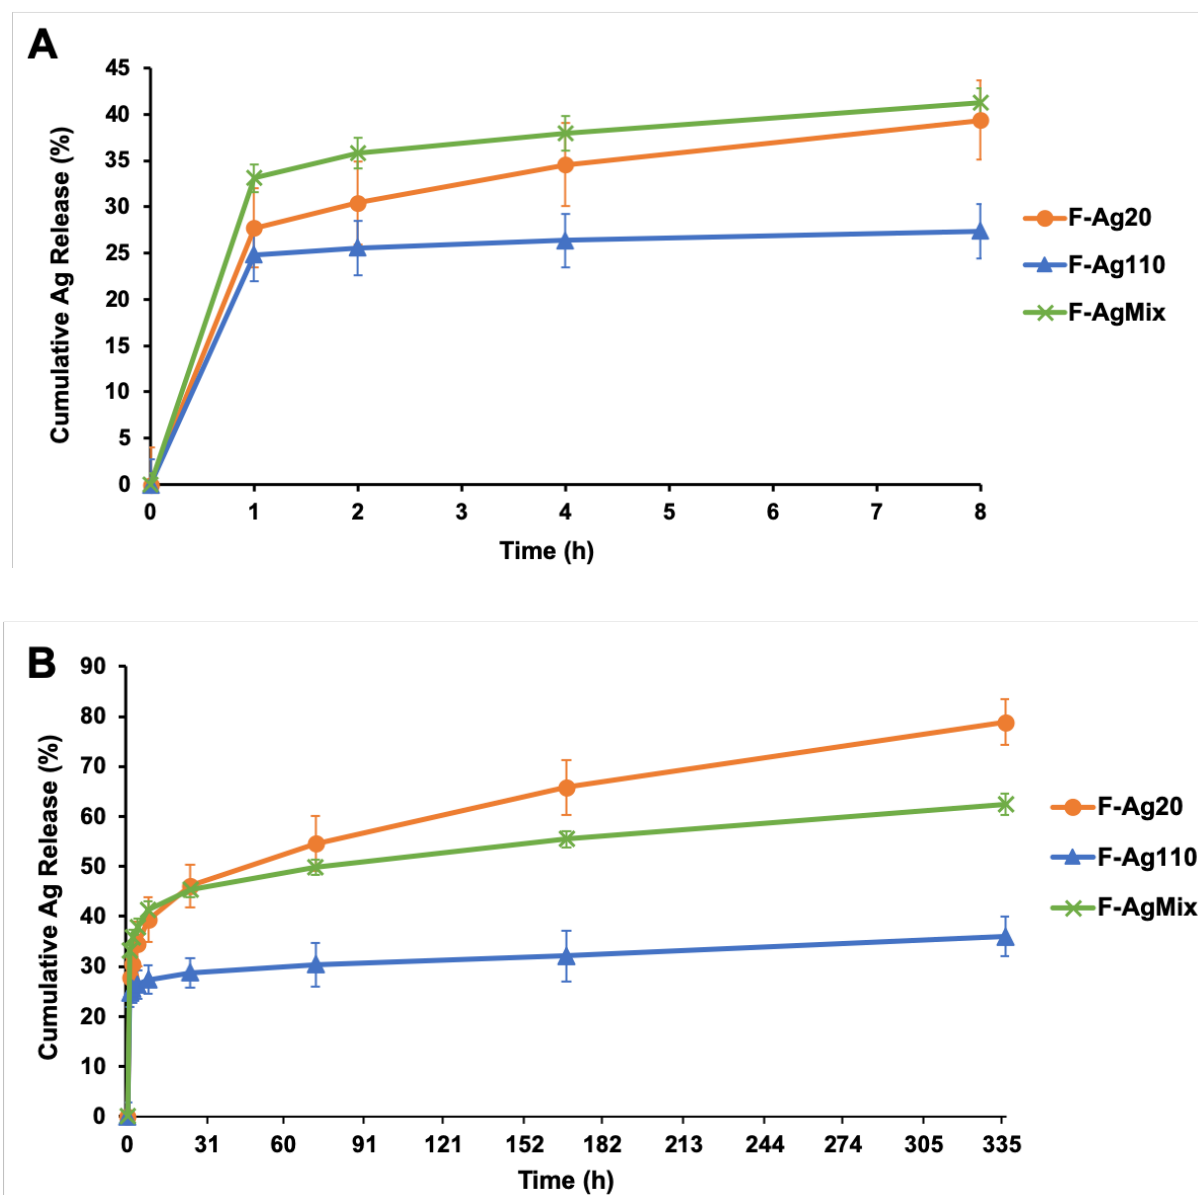 A
45
40
35
30
25
20
15
10
5
0
Cumulative Ag Release (%)
0 1 2 3 4 5 6 7 8
Time (h)
F-Ag20
F-Ag110
F-AgMix
B
90
80
70
60
50
40
30
20
10
0
Cumulative Ag Release (%)
0 31 60 91 121 152 182 213 244 274 305 335
Time (h)
F-Ag20
F-Ag110
F-AgMix